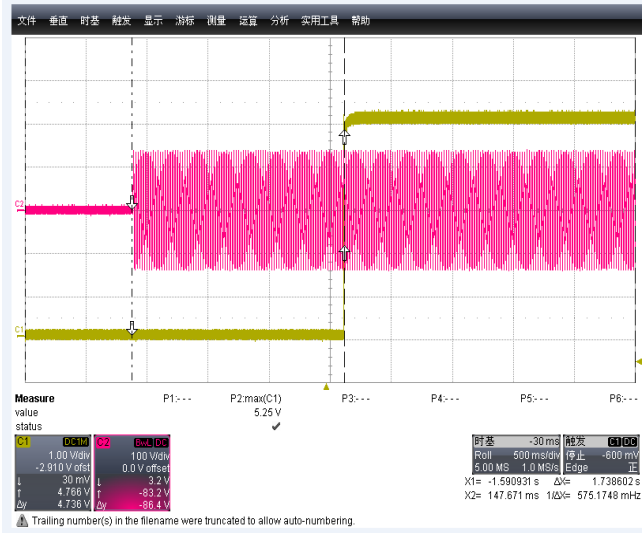 文件 垂直 时基 触发 显示 游标 测量 运算 分析 实用工具 帮助
C2
C1
Measure P1:- - - P2:max(C1) P3:- - - P4:- - - P5:- - - P6:- - -
value 5.25 V
status
C1 DC1M
1.00 V/div
-2.910 V ofst
30 mV
4.766 V
Δy 4.736 V
C2 BwL DC
100 V/div
0.0 V offset
3.2 V
-83.2 V
Δy -86.4 V
时基 -30 ms
Roll 500 ms/div
5.00 MS 1.0 MS/s
触发 C1 DC
停止 -600 mV
Edge 正
X1= -1.590931 s ΔX= 1.738602 s
X2= 147.671 ms 1/ΔX= 575.1748 mHz
Trailing number(s) in the filename were truncated to allow auto-numbering.